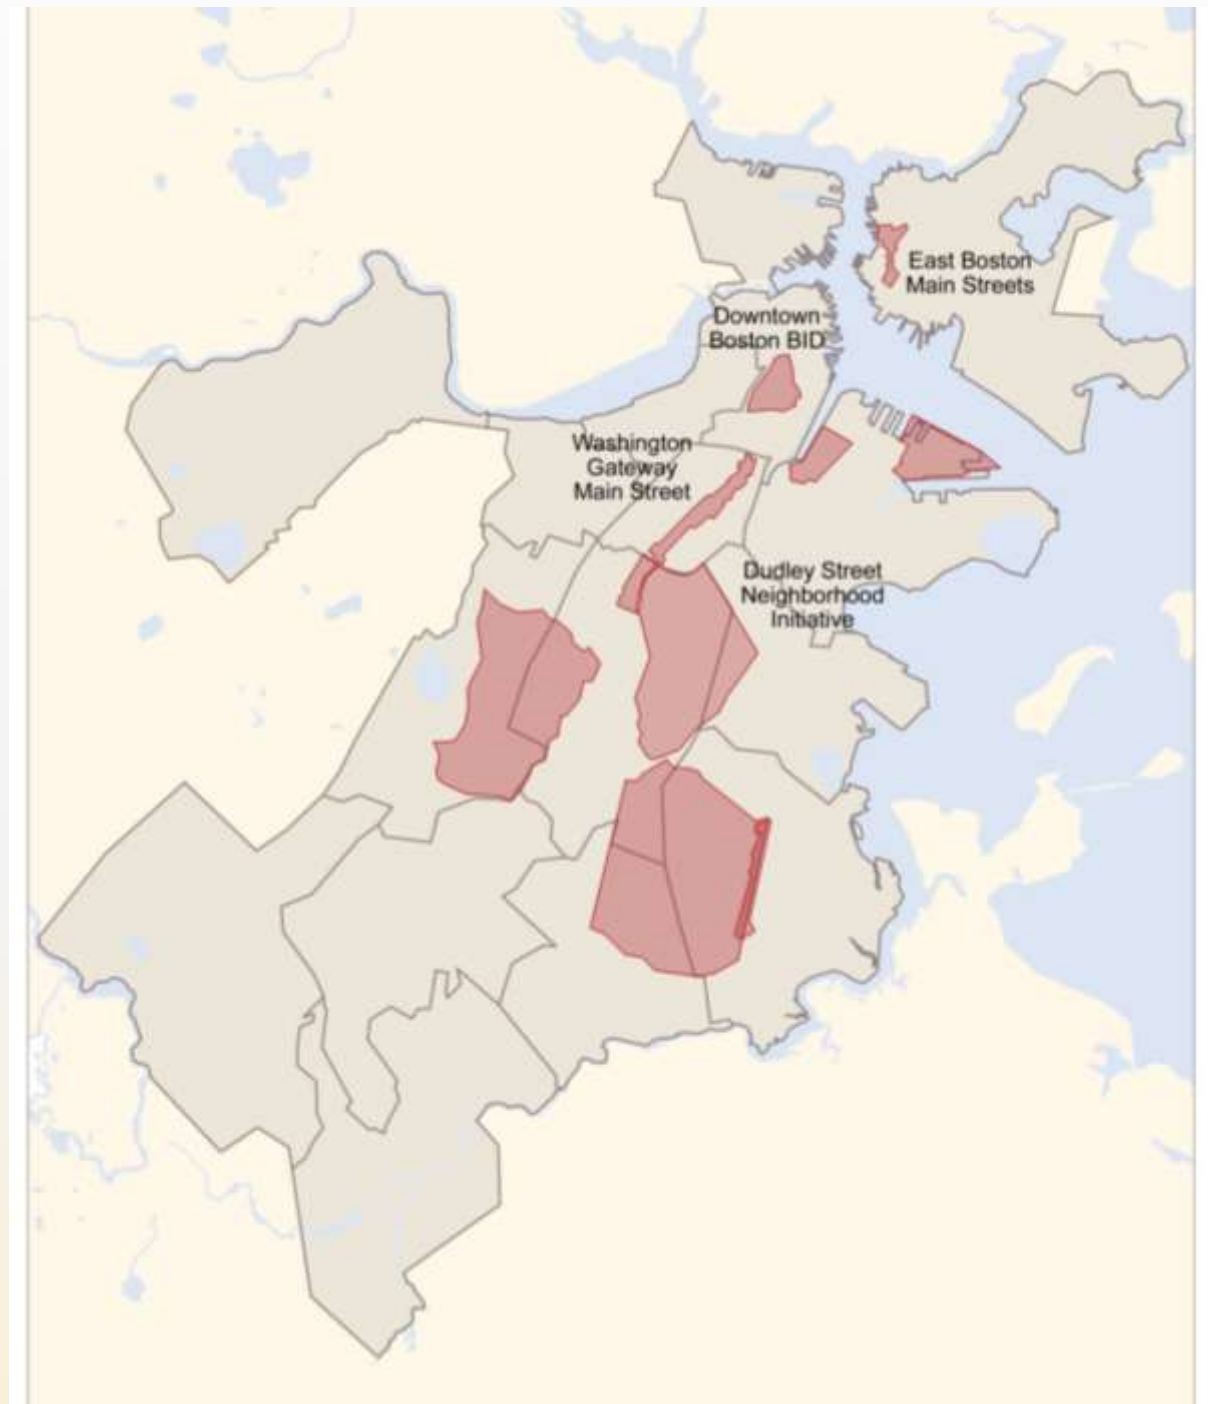 East Boston
Main Streets
Downtown
Boston BID
Washington
Gateway
Main Street
Dudley Street
Neighborhood
Initiative